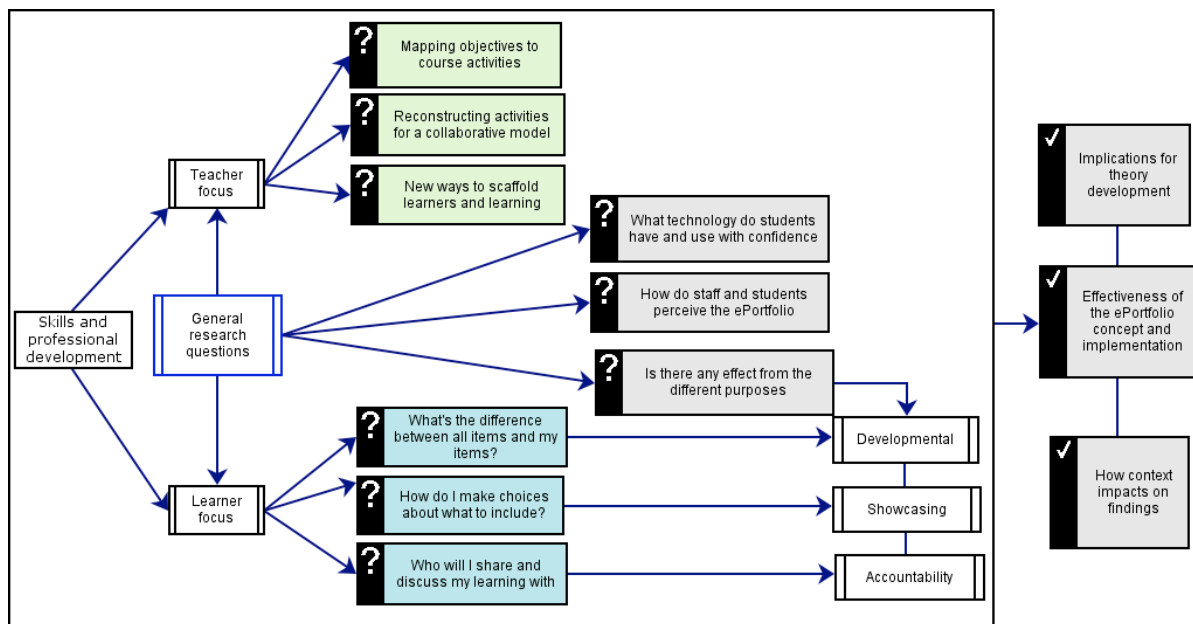 ?
Mapping objectives to
course activities
?
Reconstructing activities
for a collaborative model
?
New ways to scaffold
learners and learning
Teacher
focus
?
What technology do students
have and use with confidence
?
How do staff and students
perceive the ePortfolio
?
Is there any effect from the
different purposes
Skills and
professional
development
General
research
questions
Learner
focus
?
What's the difference
between all items and my
items?
?
How do I make choices
about what to include?
?
Who will I share and
discuss my learning with
Developmental
Showcasing
Accountability
✓
Implications for
theory
development
✓
Effectiveness of
the ePortfolio
concept and
implementation
✓
How context
impacts on
findings